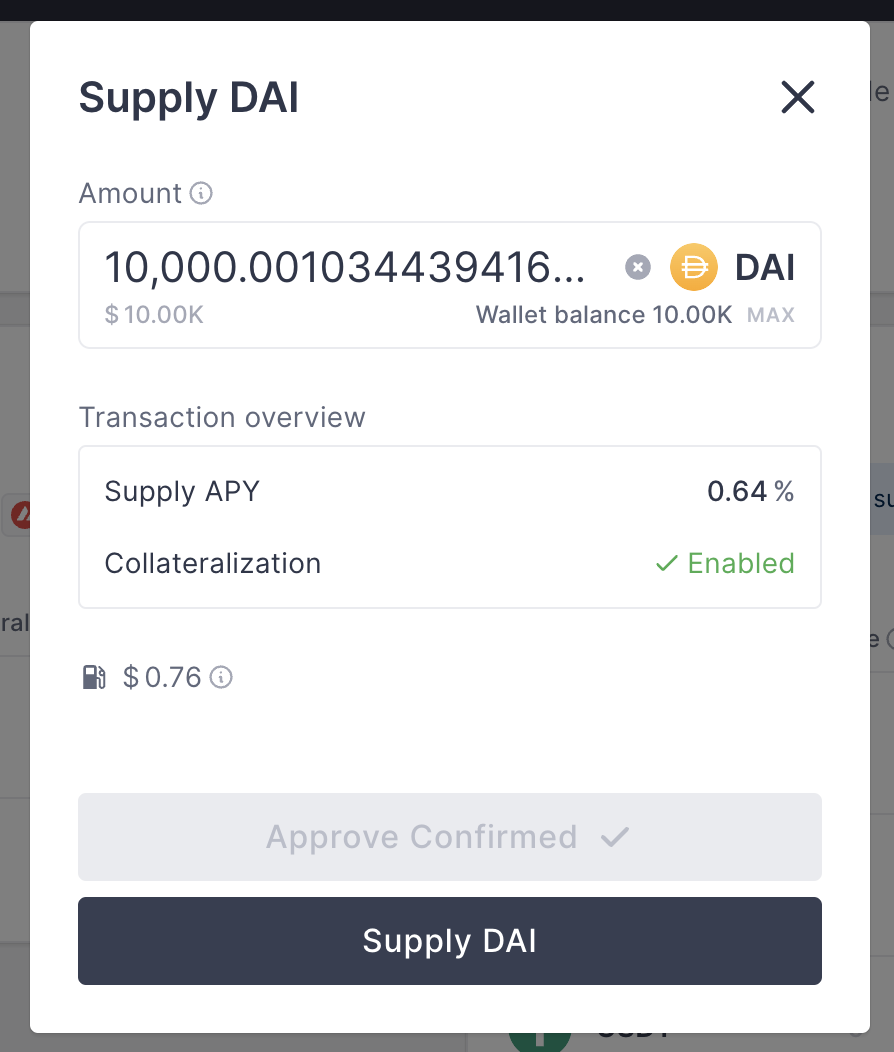 Supply DAI
Amount
10,000.001034439416...
DAI
$ 10.00K
Wallet balance 10.00K MAX
Transaction overview
Supply APY
0.64 %
Collateralization
Enabled
$ 0.76
Approve Confirmed
Supply DAI